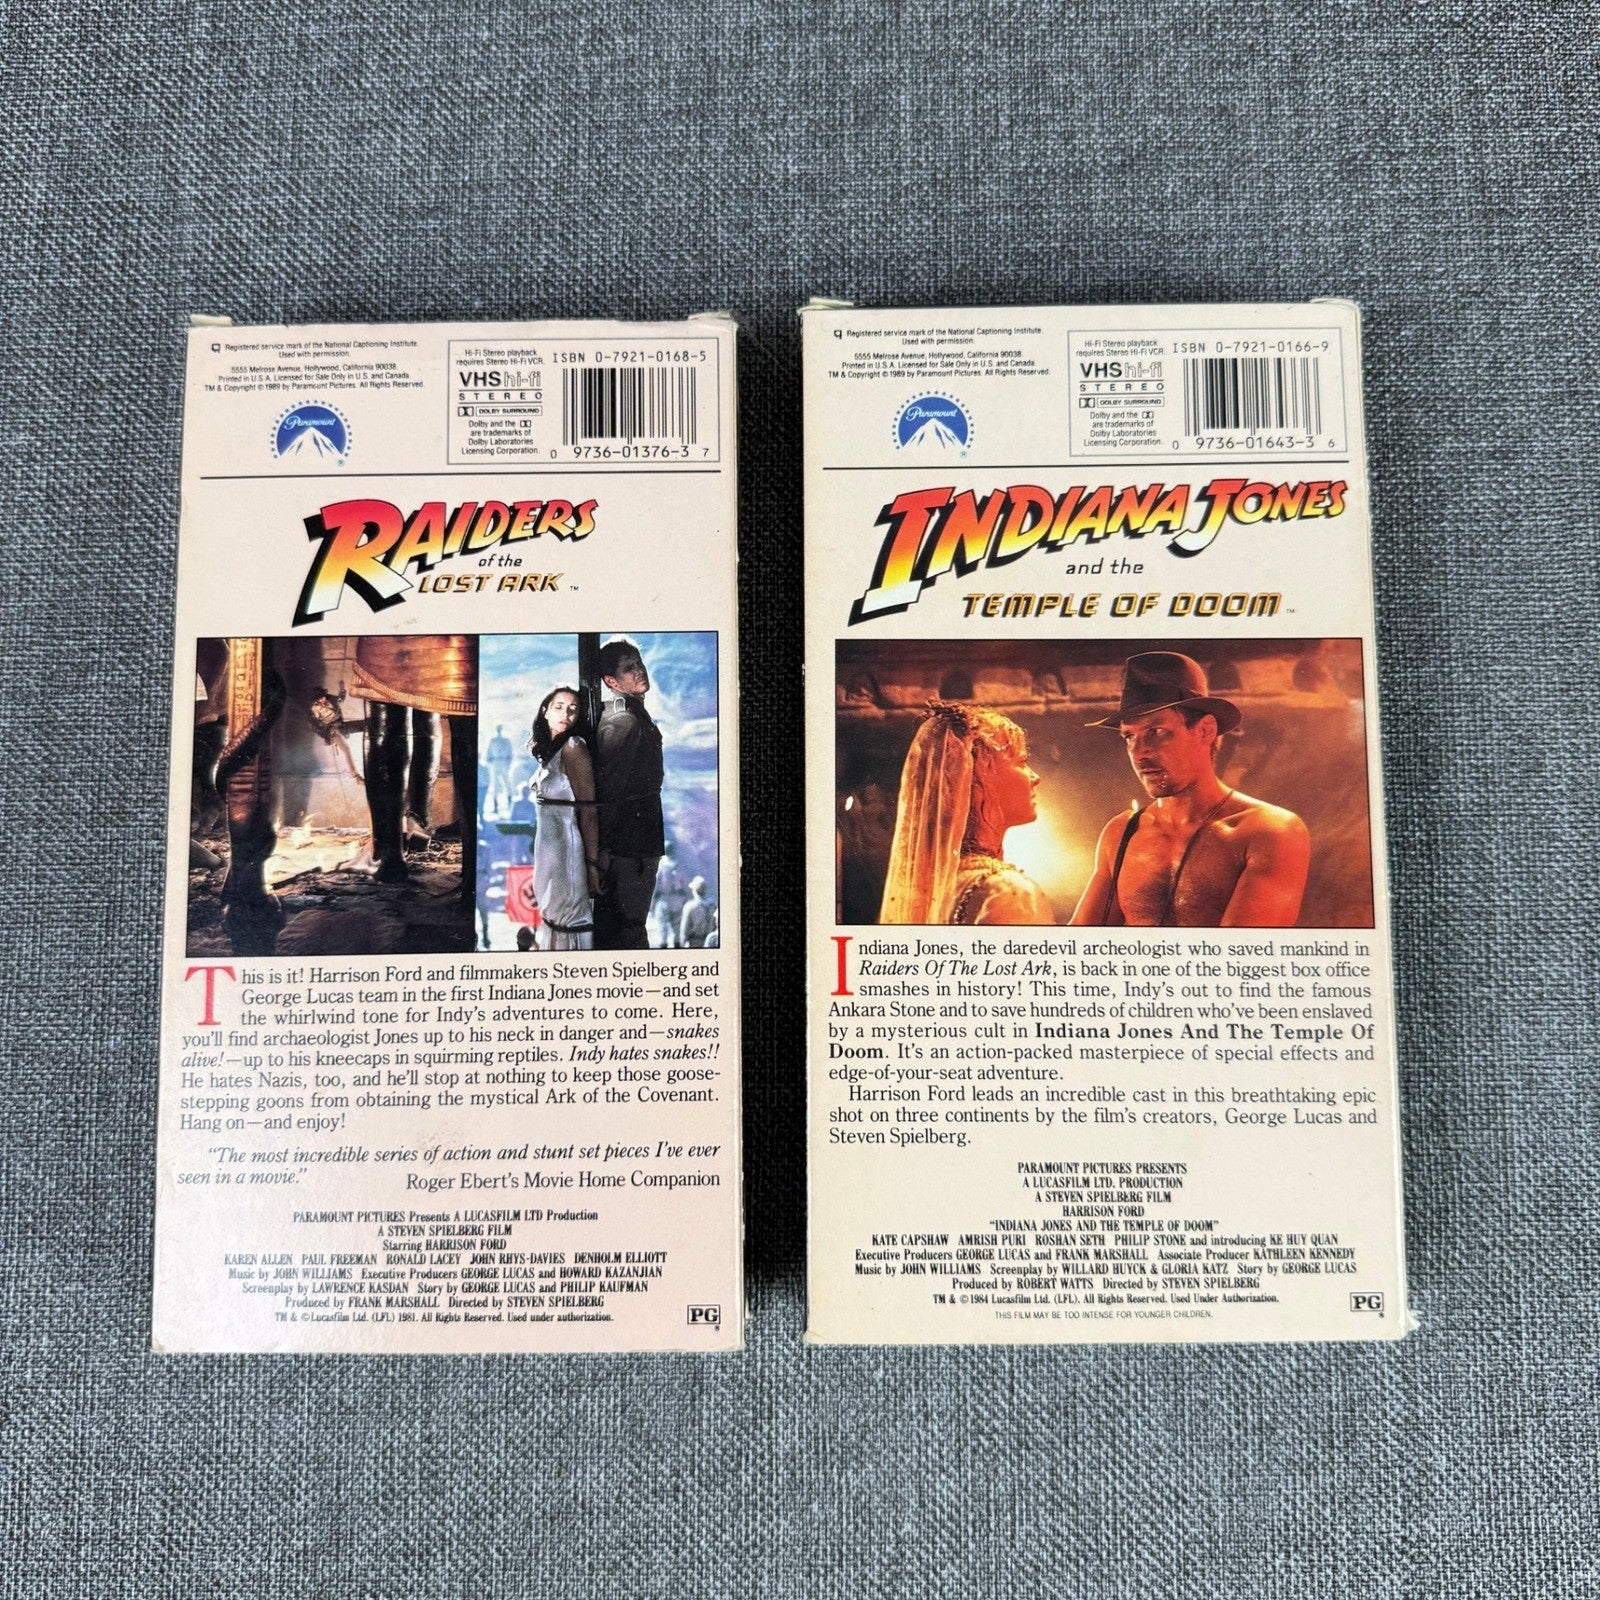 Registered service mark of the National Captioning Institute.
Used with permission.
5555 Melrose Avenue, Hollywood, California 90038
Printed in U.S.A. Licensed for Sale Only in U.S. and Canada.
TM & Copyright © 1989 by Paramount Pictures. All Rights Reserved.
Paramount
®
Hi-Fi Stereo playback
requires Stereo Hi-Fi VCR.
VHS hi-fi
STEREO
DOLBY SURROUND
Dolby and the
are trademarks of
Dolby Laboratories
Licensing Corporation.
ISBN 0-7921-0168-5
0 9736-01376-3 7
RAIDERS
of the
LOST ARK ™
This is it! Harrison Ford and filmmakers Steven Spielberg and
George Lucas team in the first Indiana Jones movie—and set
the whirlwind tone for Indy's adventures to come. Here,
you'll find archaeologist Jones up to his neck in danger and—snakes
alive!—up to his kneecaps in squirming reptiles. Indy hates snakes!!
He hates Nazis, too, and he'll stop at nothing to keep those goose-
stepping goons from obtaining the mystical Ark of the Covenant.
Hang on—and enjoy!
"The most incredible series of action and stunt set pieces I've ever
seen in a movie."
Roger Ebert's Movie Home Companion
PARAMOUNT PICTURES Presents A LUCASFILM LTD Production
A STEVEN SPIELBERG FILM
Starring HARRISON FORD
KAREN ALLEN PAUL FREEMAN RONALD LACEY JOHN RHYS-DAVIES DENHOLM ELLIOTT
Music by JOHN WILLIAMS Executive Producers GEORGE LUCAS and HOWARD KAZANJIAN
Screenplay by LAWRENCE KASDAN Story by GEORGE LUCAS and PHILIP KAUFMAN
Produced by FRANK MARSHALL Directed by STEVEN SPIELBERG
TM & © Lucasfilm Ltd. (LFL) 1981. All Rights Reserved. Used under authorization.
PG
®
Registered service mark of the National Captioning Institute.
Used with permission.
5555 Melrose Avenue, Hollywood, California 90038
Printed in U.S.A. Licensed for Sale Only in U.S. and Canada.
TM & Copyright © 1989 by Paramount Pictures. All Rights Reserved.
Paramount
®
Hi-Fi Stereo playback
requires Stereo Hi-Fi VCR.
VHS hi-fi
STEREO
DOLBY SURROUND
Dolby and the
are trademarks of
Dolby Laboratories
Licensing Corporation.
ISBN 0-7921-0166-9
0 9736-01643-3 6
INDIANA JONES
and the
TEMPLE OF DOOM ™
Indiana Jones, the daredevil archeologist who saved mankind in
Raiders Of The Lost Ark, is back in one of the biggest box office
smashes in history! This time, Indy's out to find the famous
Ankara Stone and to save hundreds of children who've been enslaved
by a mysterious cult in Indiana Jones And The Temple Of
Doom. It's an action-packed masterpiece of special effects and
edge-of-your-seat adventure.
Harrison Ford leads an incredible cast in this breathtaking epic
shot on three continents by the film's creators, George Lucas and
Steven Spielberg.
PARAMOUNT PICTURES PRESENTS
A LUCASFILM LTD. PRODUCTION
A STEVEN SPIELBERG FILM
HARRISON FORD
"INDIANA JONES AND THE TEMPLE OF DOOM"
KATE CAPSHAW AMRISH PURI ROSHAN SETH PHILIP STONE and introducing KE HUY QUAN
Executive Producers GEORGE LUCAS and FRANK MARSHALL Associate Producer KATHLEEN KENNEDY
Music by JOHN WILLIAMS Screenplay by WILLARD HUYCK & GLORIA KATZ Story by GEORGE LUCAS
Produced by ROBERT WATTS Directed by STEVEN SPIELBERG
TM & © 1984 Lucasfilm Ltd. (LFL). All Rights Reserved. Used Under Authorization.
THIS FILM MAY BE TOO INTENSE FOR YOUNGER CHILDREN.
PG
®